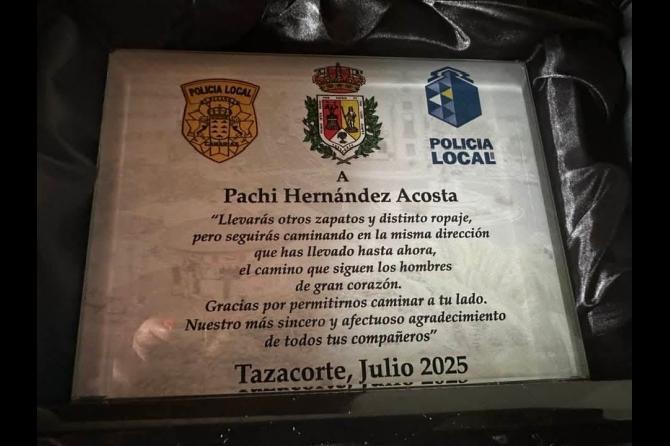 POLICIA LOCAL
CANARIAS
POLICIA
LOCAL
A
Pachi Hernández Acosta
“Llevarás otros zapatos y distinto ropaje,
pero seguirás caminando en la misma dirección
que has llevado hasta ahora,
el camino que siguen los hombres
de gran corazón.
Gracias por permitirnos caminar a tu lado.
Nuestro más sincero y afectuoso agradecimiento
de todos tus compañeros”
Tazacorte, Julio 2025